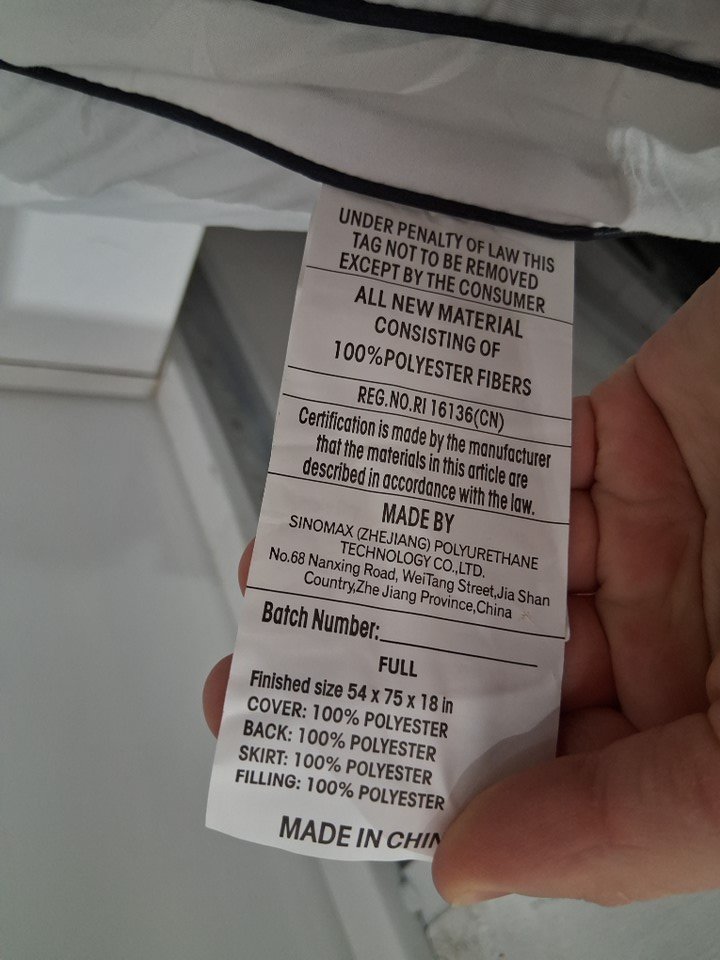 UNDER PENALTY OF LAW THIS
TAG NOT TO BE REMOVED
EXCEPT BY THE CONSUMER
ALL NEW MATERIAL
CONSISTING OF
100%POLYESTER FIBERS
REG.NO.RI 16136(CN)
Certification is made by the manufacturer
that the materials in this article are
described in accordance with the law.
MADE BY
SINOMAX (ZHEJIANG) POLYURETHANE
TECHNOLOGY CO.,LTD.
No.68 Nanxing Road, WeiTang Street,Jia Shan
Country,Zhe Jiang Province,China
Batch Number:
FULL
Finished size 54 x 75 x 18 in
COVER: 100% POLYESTER
BACK: 100% POLYESTER
SKIRT: 100% POLYESTER
FILLING: 100% POLYESTER
MADE IN CHIN